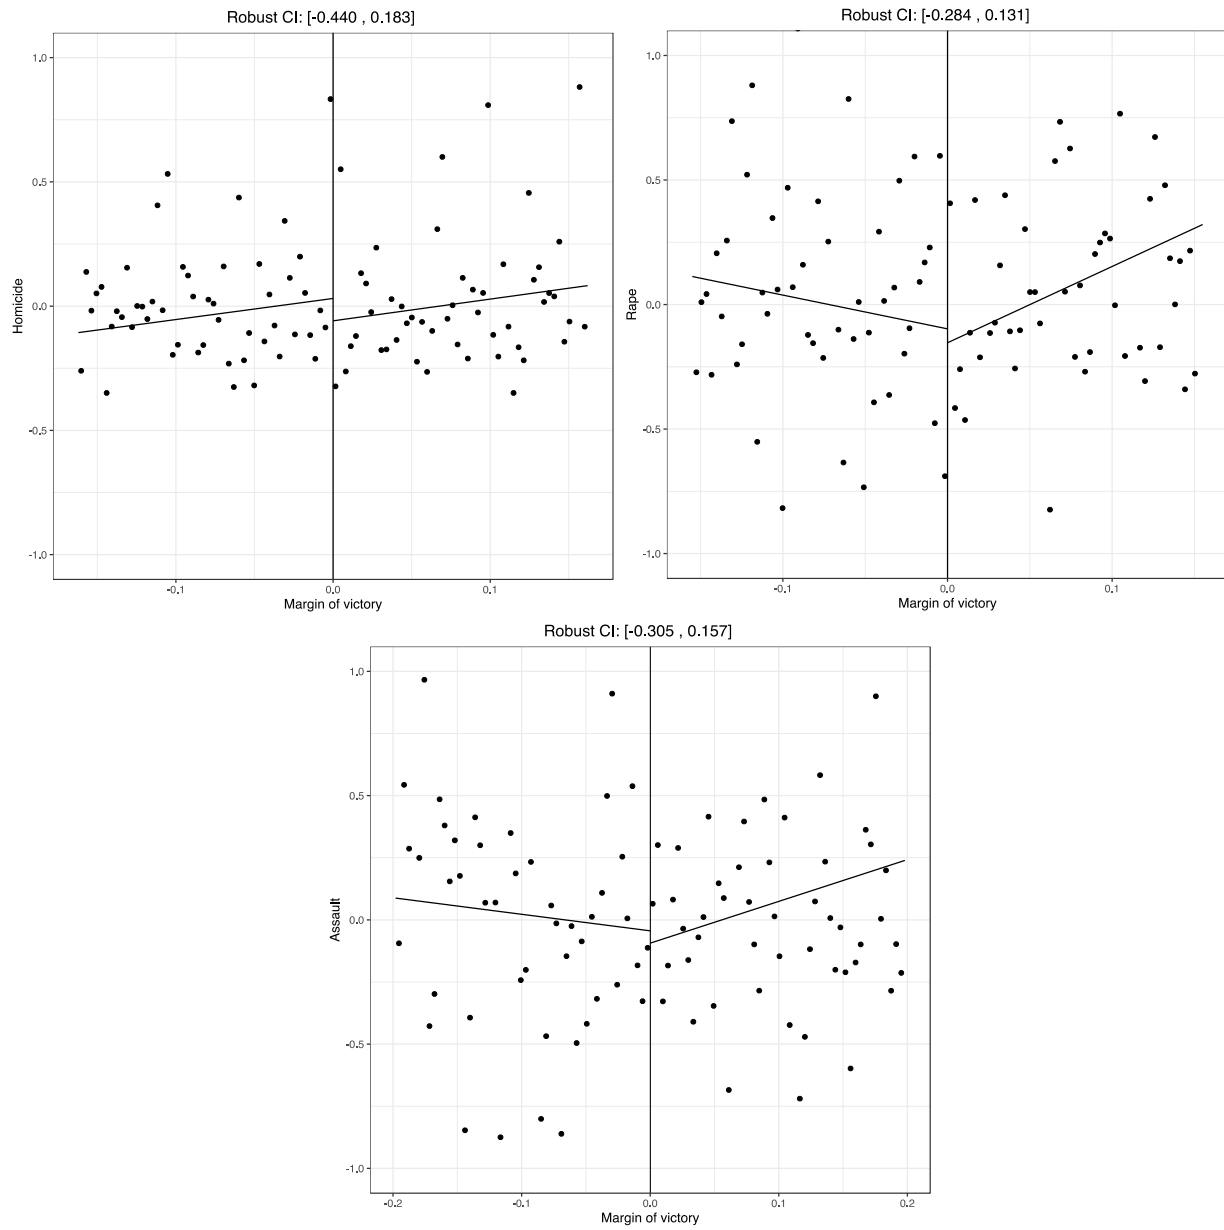 Robust CI: [-0.440 , 0.183]
1.0
0.5
0.0
-0.5
-1.0
Homicide
-0.1
0.0
0.1
Margin of victory
Robust CI: [-0.284 , 0.131]
1.0
0.5
0.0
-0.5
-1.0
Rape
-0.1
0.0
0.1
Margin of victory
Robust CI: [-0.305 , 0.157]
1.0
0.5
0.0
-0.5
-1.0
Assault
-0.2
-0.1
0.0
0.1
0.2
Margin of victory